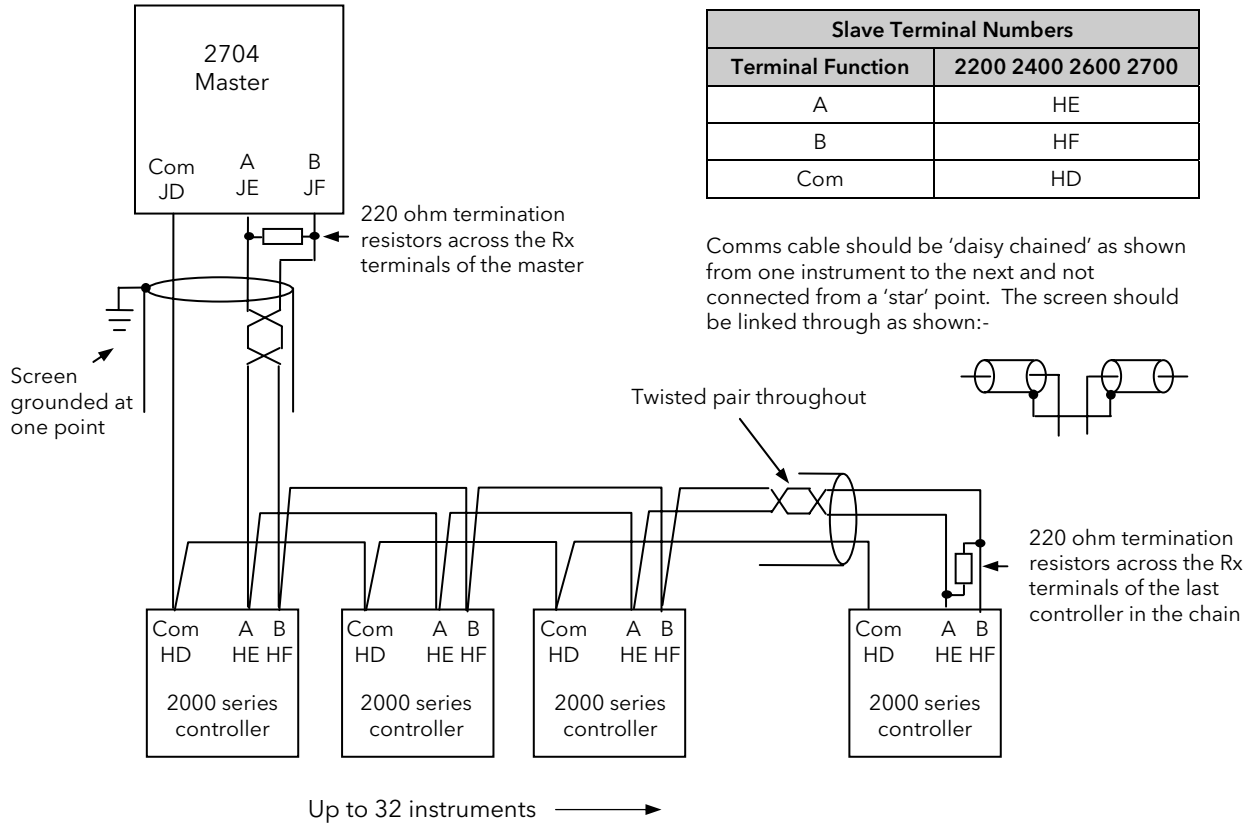 2704
Master
Com
JD
A
JE
B
JF
220 ohm termination
resistors across the Rx
terminals of the master
Screen
grounded at
one point
Slave Terminal Numbers
Terminal Function 2200 2400 2600 2700
A HE
B HF
Com HD
Comms cable should be ‘daisy chained’ as shown
from one instrument to the next and not
connected from a ‘star’ point. The screen should
be linked through as shown:-
Twisted pair throughout
220 ohm termination
resistors across the Rx
terminals of the last
controller in the chain
Com A B
HD HE HF
2000 series
controller
Com A B
HD HE HF
2000 series
controller
Com A B
HD HE HF
2000 series
controller
Com A B
HD HE HF
2000 series
controller
Up to 32 instruments